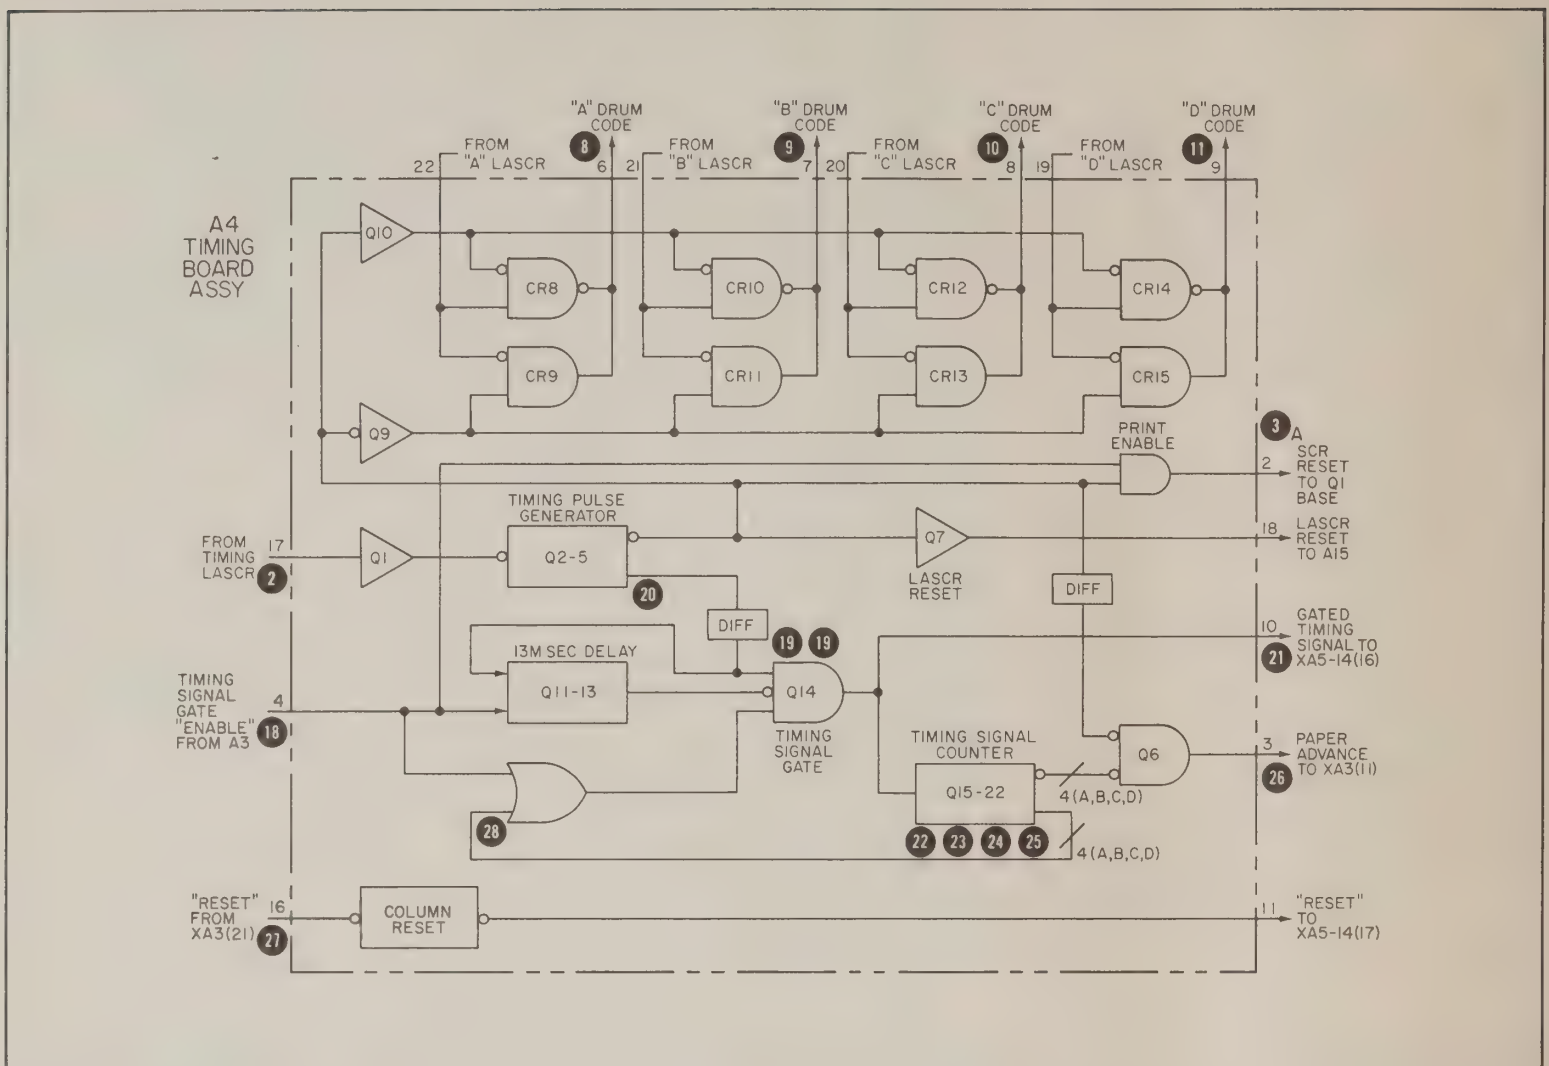 "A" DRUM
CODE
8
6
"B" DRUM
CODE
9
7
"C" DRUM
CODE
10
8
"D" DRUM
CODE
11
9
FROM
"A" LASCR
22
FROM
"B" LASCR
21
FROM
"C" LASCR
20
FROM
"D" LASCR
19
A4
TIMING
BOARD
ASSY
Q10
CR8
CR10
CR12
CR14
CR9
CR11
CR13
CR15
Q9
PRINT
ENABLE
3 A
2
SCR
RESET
TO Q1
BASE
TIMING PULSE
GENERATOR
FROM
TIMING
LASCR
17
2
Q1
Q2-5
20
Q7
LASCR
RESET
18
LASCR
RESET
TO A15
DIFF
DIFF
19 19
13M SEC DELAY
Q11-13
Q14
TIMING
SIGNAL
GATE
10
GATED
TIMING
SIGNAL TO
XA5-14(16)
21
TIMING
SIGNAL
GATE
"ENABLE"
FROM A3
4
18
TIMING SIGNAL
COUNTER
Q15-22
22 23 24 25
4(A,B,C,D)
4(A,B,C,D)
Q6
3
PAPER
ADVANCE
TO XA3(11)
26
28
"RESET"
FROM
XA3(21)
16
27
COLUMN
RESET
11
"RESET"
TO
XA5-14(17)